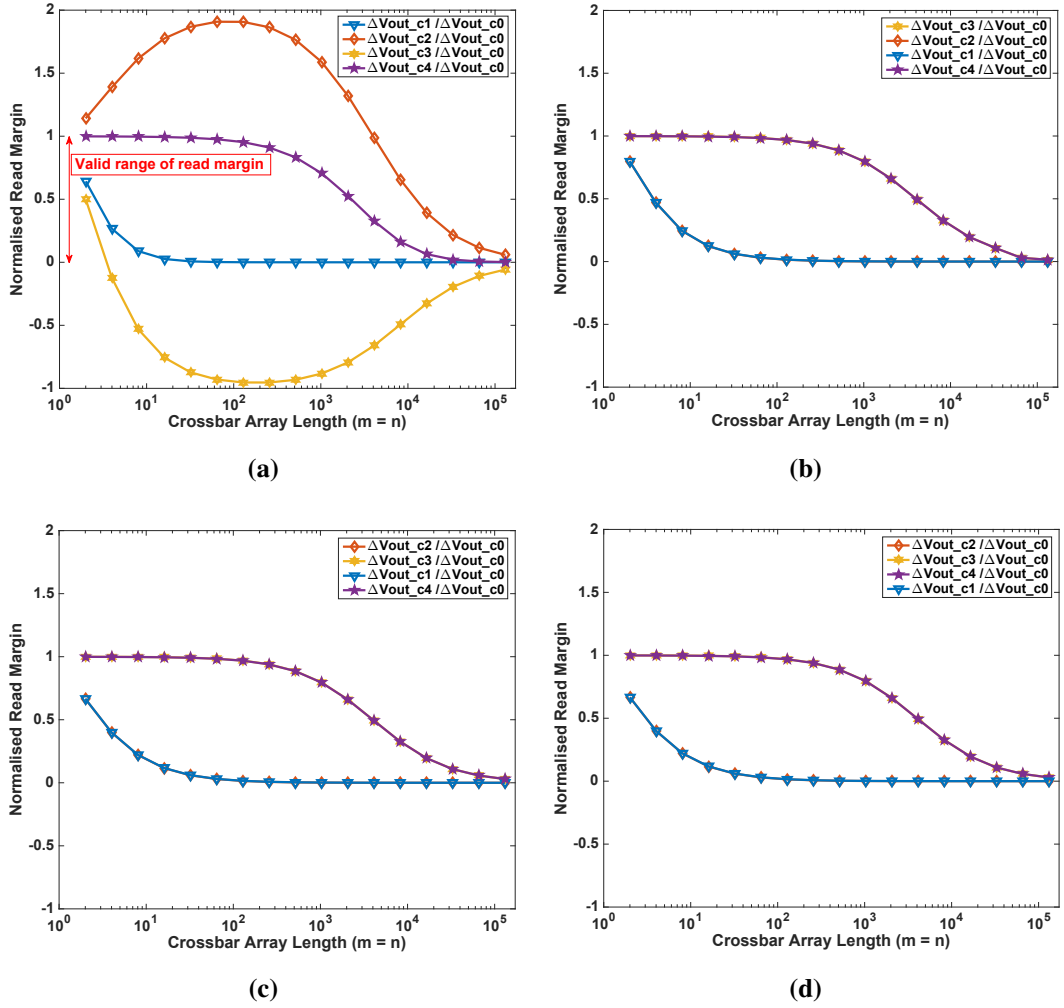 2
1.5
1
0.5
0
-0.5
-1
Normalised Read Margin
ΔVout_c1 /ΔVout_c0
ΔVout_c2 /ΔVout_c0
ΔVout_c3 /ΔVout_c0
ΔVout_c4 /ΔVout_c0
Valid range of read margin
10^0 10^1 10^2 10^3 10^4 10^5
Crossbar Array Length (m = n)
(a)
2
1.5
1
0.5
0
-0.5
-1
Normalised Read Margin
ΔVout_c3 /ΔVout_c0
ΔVout_c2 /ΔVout_c0
ΔVout_c1 /ΔVout_c0
ΔVout_c4 /ΔVout_c0
10^0 10^1 10^2 10^3 10^4 10^5
Crossbar Array Length (m = n)
(b)
2
1.5
1
0.5
0
-0.5
-1
Normalised Read Margin
ΔVout_c2 /ΔVout_c0
ΔVout_c3 /ΔVout_c0
ΔVout_c1 /ΔVout_c0
ΔVout_c4 /ΔVout_c0
10^0 10^1 10^2 10^3 10^4 10^5
Crossbar Array Length (m = n)
(c)
2
1.5
1
0.5
0
-0.5
-1
Normalised Read Margin
ΔVout_c2 /ΔVout_c0
ΔVout_c3 /ΔVout_c0
ΔVout_c4 /ΔVout_c0
ΔVout_c1 /ΔVout_c0
10^0 10^1 10^2 10^3 10^4 10^5
Crossbar Array Length (m = n)
(d)